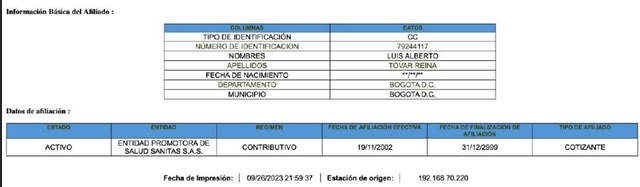 Información Básica del Afiliado :
COLUMNAS DATOS
TIPO DE IDENTIFICACIÓN CC
NÚMERO DE IDENTIFICACION 79244117
NOMBRES LUIS ALBERTO
APELLIDOS TOVAR REINA
FECHA DE NACIMIENTO **/**/**
DEPARTAMENTO BOGOTA D.C.
MUNICIPIO BOGOTA D.C.
Datos de afiliación :
ESTADO ENTIDAD REGIMEN FECHA DE AFILIACIÓN EFECTIVA FECHA DE FINALIZACIÓN DE AFILIACIÓN TIPO DE AFILIADO
ACTIVO ENTIDAD PROMOTORA DE SALUD SANITAS S.A.S. CONTRIBUTIVO 19/11/2002 31/12/2999 COTIZANTE
Fecha de Impresión: 09/26/2023 21:59:37 Estación de origen: 192.168.70.220